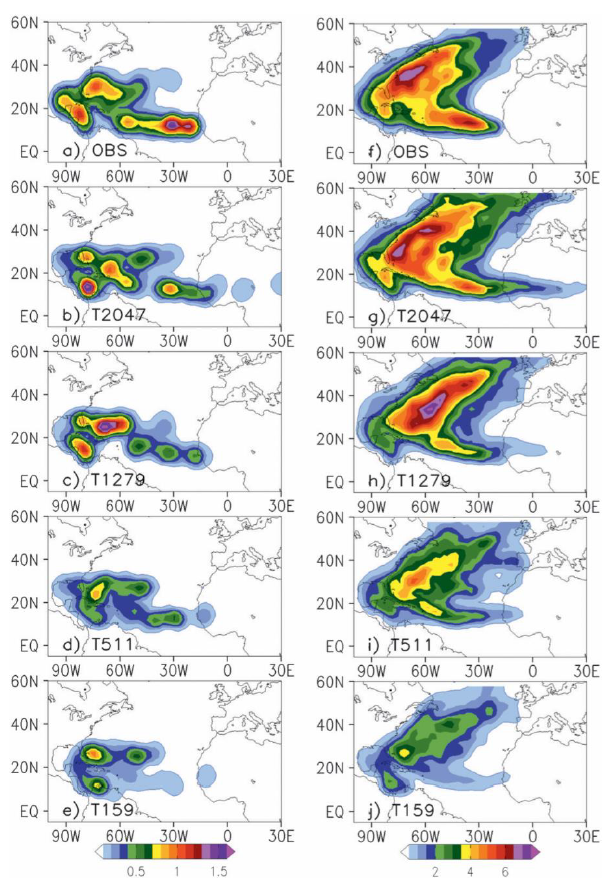 60N
40N
20N
EQ
a) OBS
90W 60W 30W 0 30E
60N
40N
20N
EQ
f) OBS
90W 60W 30W 0 30E
60N
40N
20N
EQ
b) T2047
90W 60W 30W 0 30E
60N
40N
20N
EQ
g) T2047
90W 60W 30W 0 30E
60N
40N
20N
EQ
c) T1279
90W 60W 30W 0 30E
60N
40N
20N
EQ
h) T1279
90W 60W 30W 0 30E
60N
40N
20N
EQ
d) T511
90W 60W 30W 0 30E
60N
40N
20N
EQ
i) T511
90W 60W 30W 0 30E
60N
40N
20N
EQ
e) T159
90W 60W 30W 0 30E
0.5 1 1.5
60N
40N
20N
EQ
j) T159
90W 60W 30W 0 30E
2 4 6